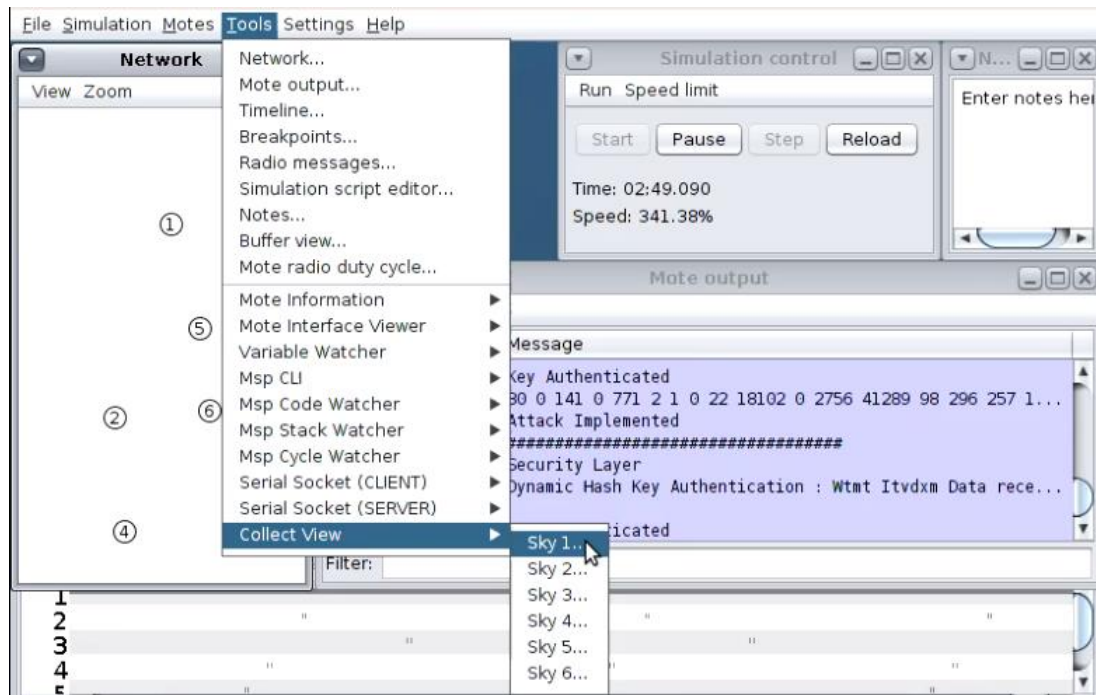 File Simulation Motes Tools Settings Help
Network
View Zoom
1
5
2
6
4
Network...
Mote output...
Timeline...
Breakpoints...
Radio messages...
Simulation script editor...
Notes...
Buffer view...
Mote radio duty cycle...
Mote Information
Mote Interface Viewer
Variable Watcher
Msp CLI
Msp Code Watcher
Msp Stack Watcher
Msp Cycle Watcher
Serial Socket (CLIENT)
Serial Socket (SERVER)
Collect View
Sky 1...
Sky 2...
Sky 3...
Sky 4...
Sky 5...
Sky 6...
Simulation control
Run Speed limit
Start Pause Step Reload
Time: 02:49.090
Speed: 341.38%
N...
Enter notes her
Mote output
Message
Key Authenticated
30 0 141 0 771 2 1 0 22 18102 0 2756 41289 98 296 257 1...
Attack Implemented
####################################
Security Layer
Dynamic Hash Key Authentication : Wtmt Itvdxm Data rece...
Filter:
1
2
3
4
5